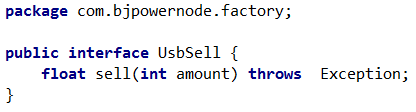 package com.bjpowernode.factory;
public interface UsbSell {
    float sell(int amount) throws  Exception;
}